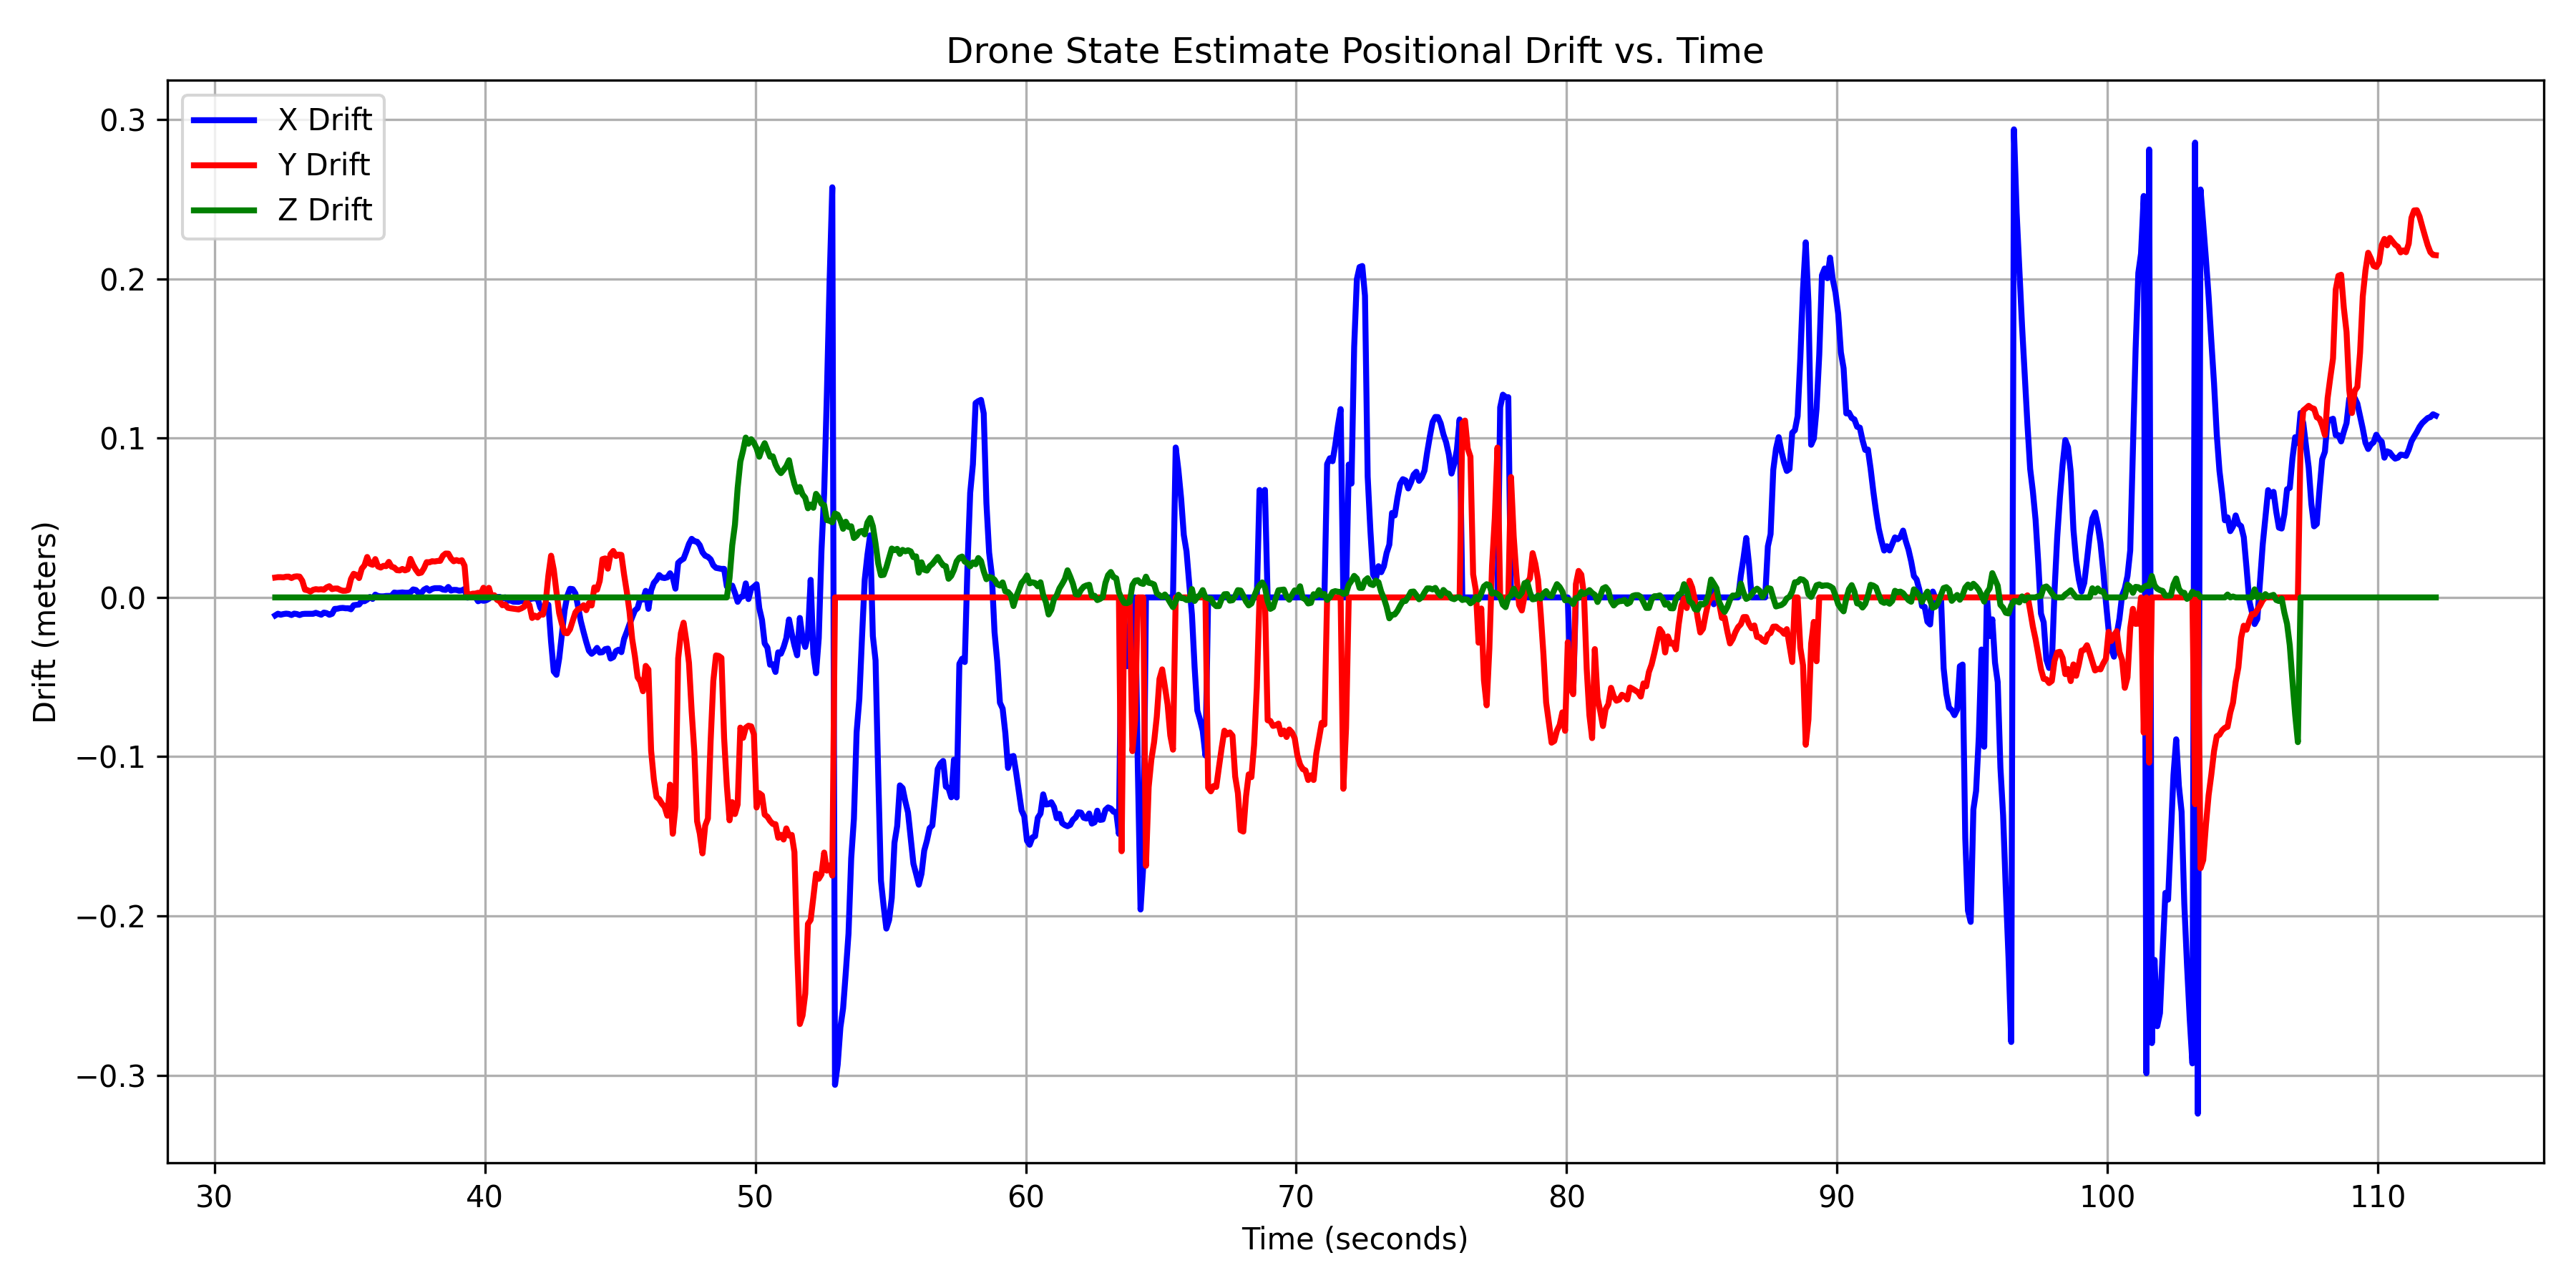 Drone State Estimate Positional Drift vs. Time
X Drift
Y Drift
Z Drift
0.3
0.2
0.1
0.0
−0.1
−0.2
−0.3
Drift (meters)
30 40 50 60 70 80 90 100 110
Time (seconds)